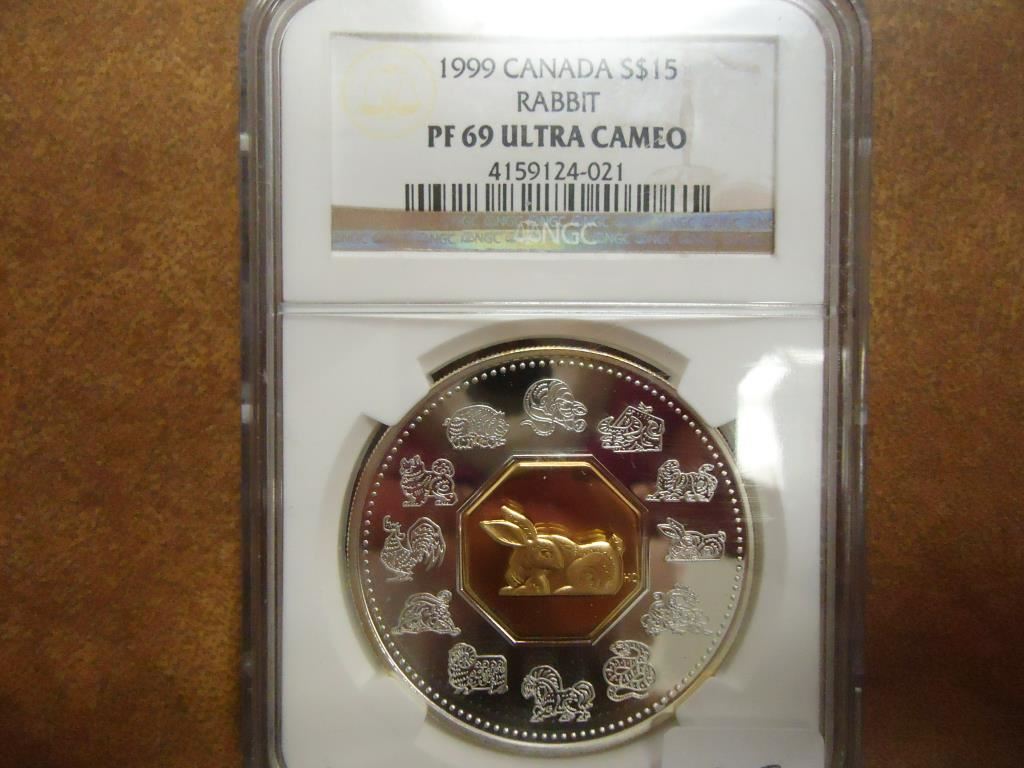 1999 CANADA S$15
RABBIT
PF 69 ULTRA CAMEO
4159124-021
NGC